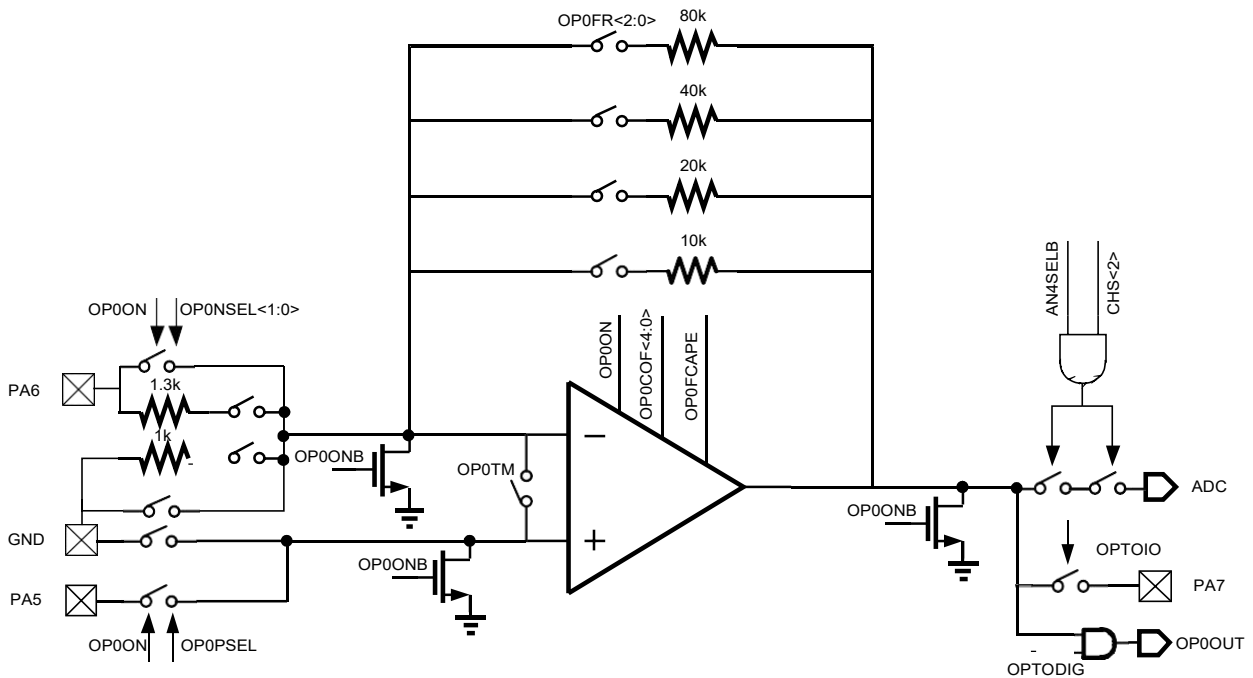 OP0FR<2:0>
80k
40k
20k
10k
OP0ON
OP0NSEL<1:0>
PA6
1.3k
1k
GND
PA5
OP0ON
OP0PSEL
OP0ONB
OP0ONB
OP0TM
OP0ON
OP0COF<4:0>
OP0FCAPE
OP0ONB
AN4SELB
CHS<2>
ADC
OPTOIO
PA7
OP0OUT
OPTODIG